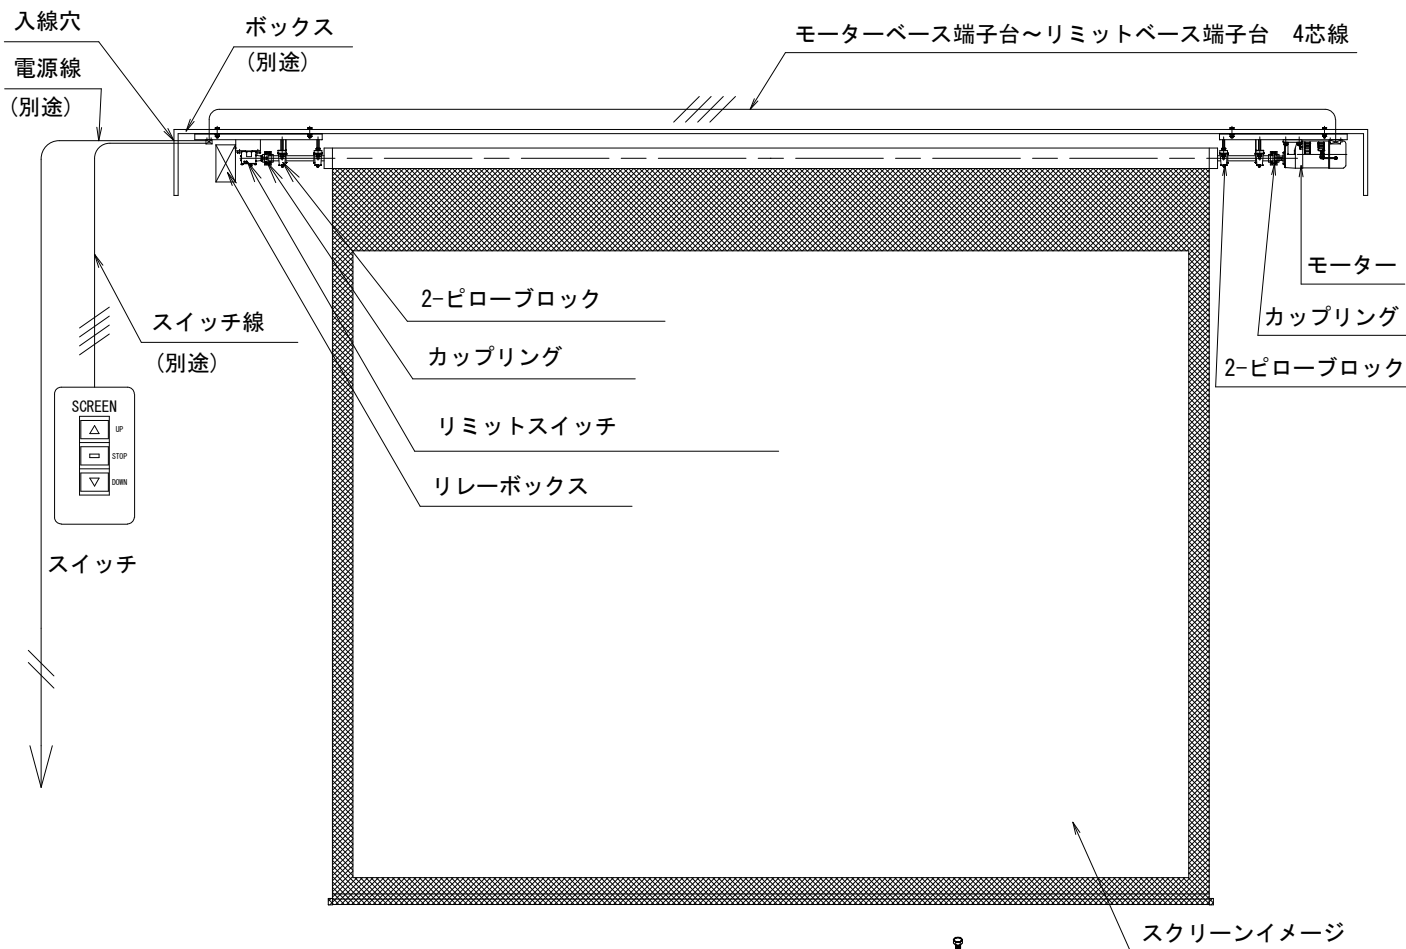 入線穴
ボックス
(別途)
モーターベース端子台～リミットベース端子台　4芯線
電源線
(別途)
2-ピローブロック
カップリング
リミットスイッチ
リレーボックス
モーター
カップリング
2-ピローブロック
スイッチ線
(別途)
SCREEN
UP
STOP
DOWN
スイッチ
スクリーンイメージ